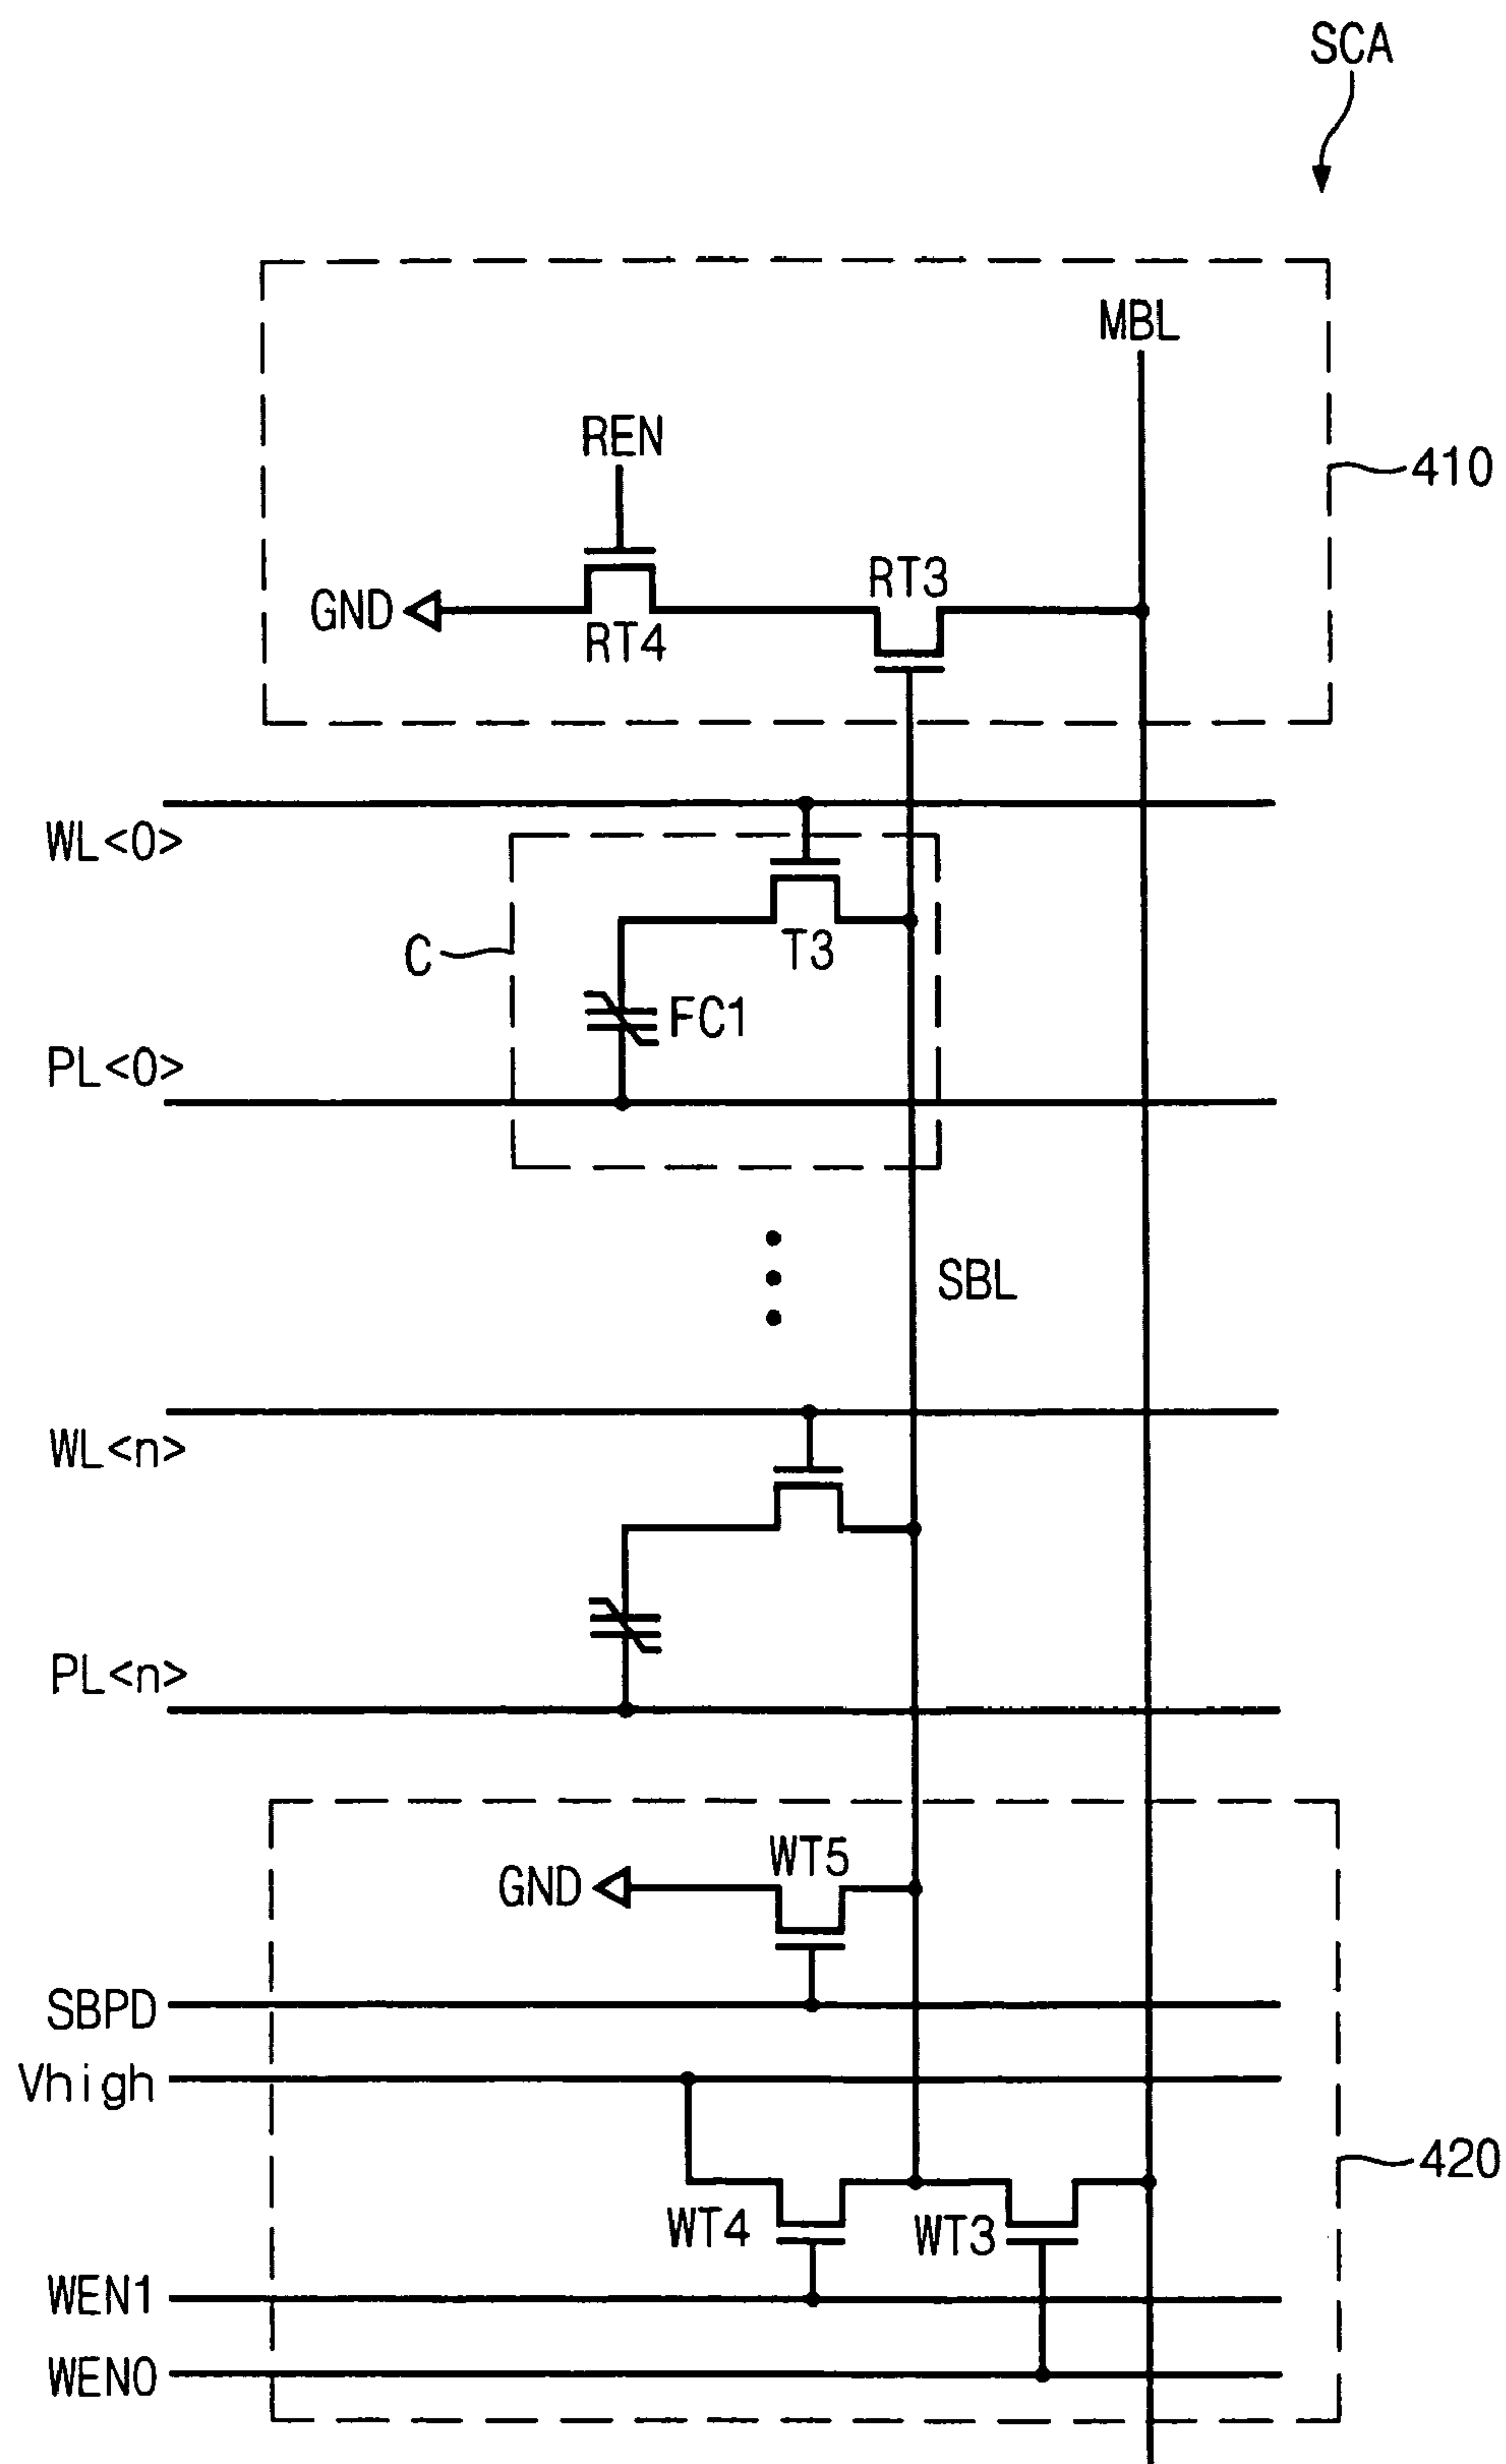 SCA
MBL
REN
410
RT3
GND
RT4
WL<0>
T3
C
FC1
PL<0>
SBL
WL<n>
PL<n>
WT5
GND
SBPD
Vhigh
420
WT4
WT3
WEN1
WEN0